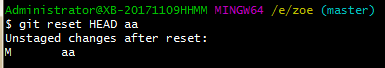 Administrator@XB-20171109HHMM MINGW64 /e/zoe (master)
$ git reset HEAD aa
Unstaged changes after reset:
M       aa